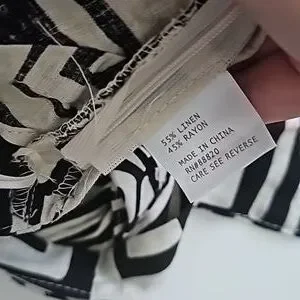 55% LINEN
45% RAYON
MADE IN CHINA
RN#88820
CARE SEE REVERSE